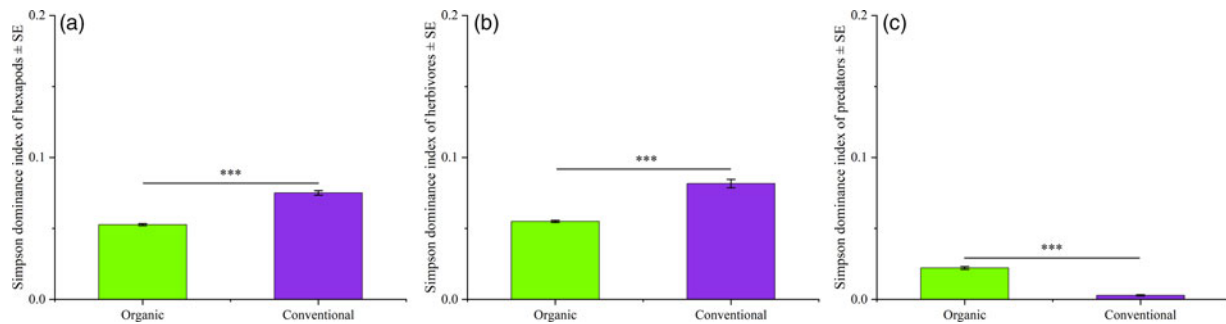 (a)
Simpson dominance index of hexapods ± SE
0.2
0.1
0.0
***
Organic
Conventional
(b)
Simpson dominance index of herbivores ± SE
0.2
0.1
0.0
***
Organic
Conventional
(c)
Simpson dominance index of predators ± SE
0.2
0.1
0.0
***
Organic
Conventional